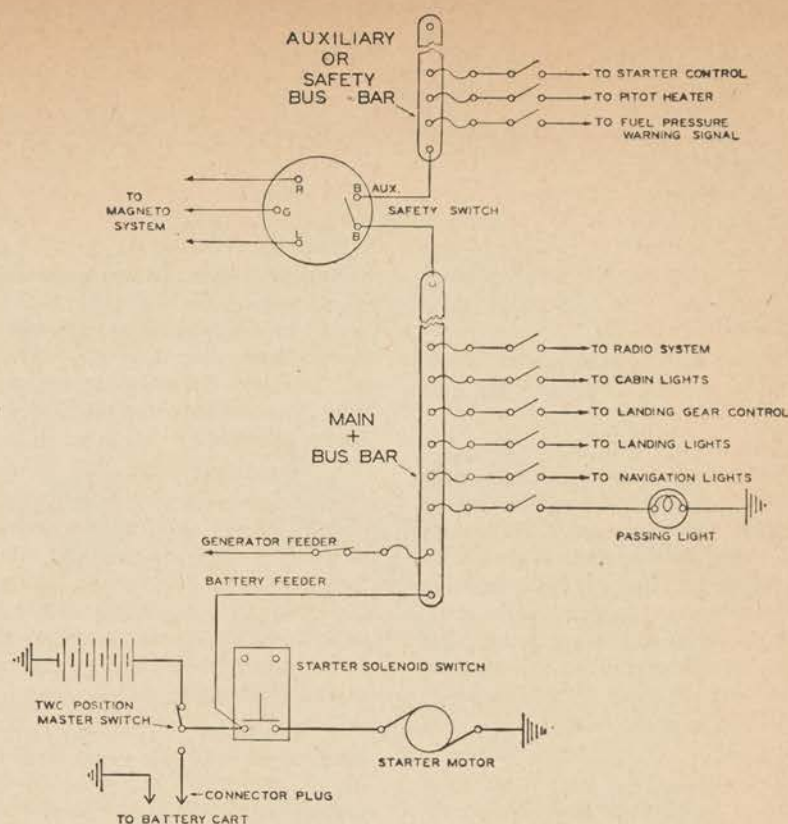 AUXILIARY
OR
SAFETY
BUS BAR
TO STARTER CONTROL
TO PITOT HEATER
TO FUEL PRESSURE
WARNING SIGNAL
R
B
AUX.
TO
MAGNETO
SYSTEM
G
SAFETY SWITCH
L
B
TO RADIO SYSTEM
TO CABIN LIGHTS
TO LANDING GEAR CONTROL
MAIN
+
BUS BAR
TO LANDING LIGHTS
TO NAVIGATION LIGHTS
PASSING LIGHT
GENERATOR FEEDER
BATTERY FEEDER
STARTER SOLENOID SWITCH
TWC POSITION
MASTER SWITCH
STARTER MOTOR
CONNECTOR PLUG
TO BATTERY CART